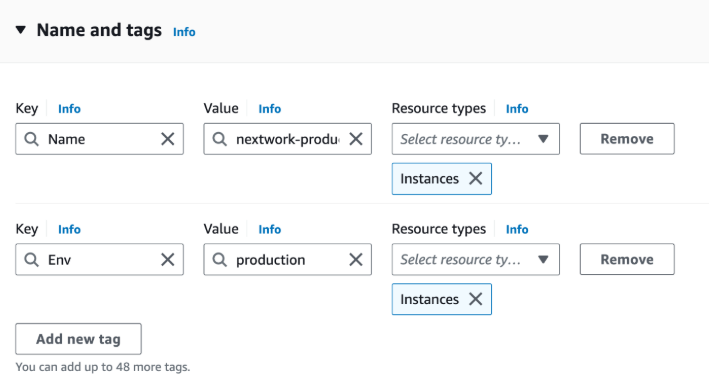 Name and tags Info
Key Info Value Info Resource types Info
Name nextwork-produ Select resource ty... Remove
Instances
Key Info Value Info Resource types Info
Env production Select resource ty... Remove
Instances
Add new tag
You can add up to 48 more tags.